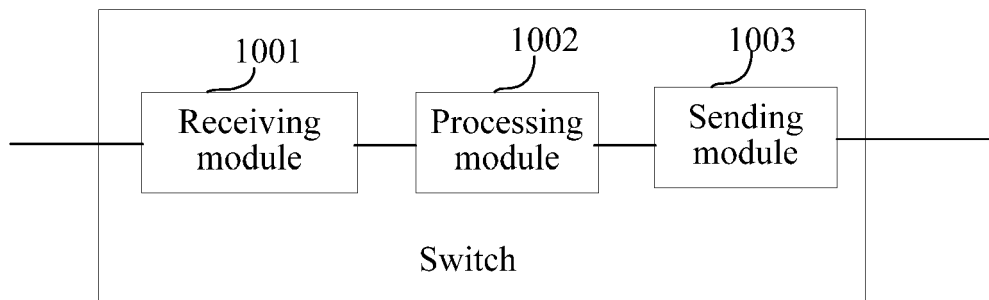 1001
1002
1003
Receiving
module
Processing
module
Sending
module
Switch